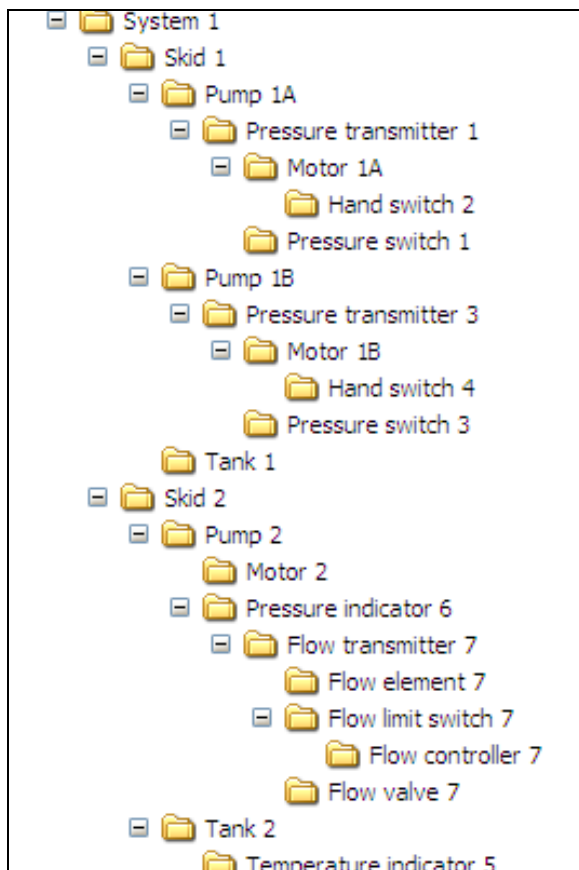 System 1
Skid 1
Pump 1A
Pressure transmitter 1
Motor 1A
Hand switch 2
Pressure switch 1
Pump 1B
Pressure transmitter 3
Motor 1B
Hand switch 4
Pressure switch 3
Tank 1
Skid 2
Pump 2
Motor 2
Pressure indicator 6
Flow transmitter 7
Flow element 7
Flow limit switch 7
Flow controller 7
Flow valve 7
Tank 2
Temperature indicator 5